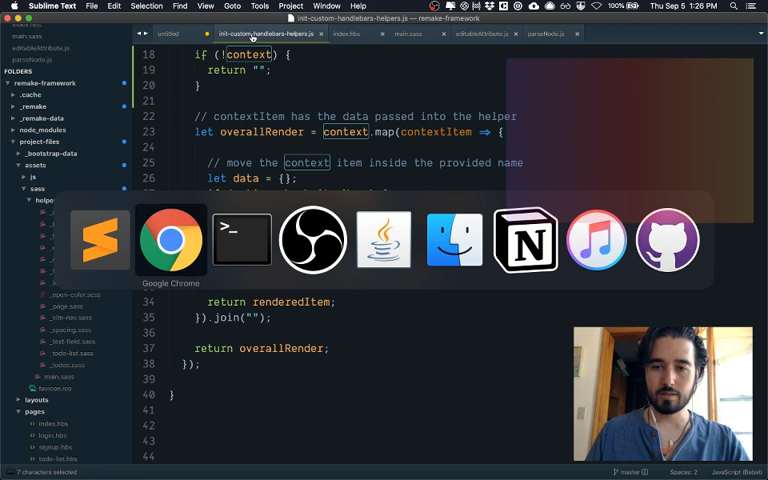 Sublime Text File Edit Selection Find View Goto Tools Project Window Help 100% Thu Sep 5 1:26 PM
init-custom-handlebars-helpers.js — remake-framework
untitled init-custom-handlebars-helpers.js index.hbs main.sass editableAttribute.js parseNode.js
init-custom-handlebars.js
main.sass
editableAttribute.js
parseNode.js
FOLDERS
remake-framework
.cache
_remake
_remake-data
node_modules
project-files
_bootstrap-data
assets
js
sass
_open-color.scss
_page.sass
_site-nav.sass
_spacing.sass
_text-field.sass
_todo-list.sass
_todos.sass
main.sass
favicon.ico
layouts
pages
index.hbs
login.hbs
signup.hbs
todo-list.hbs
18 if (!context) {
19 return "";
20 }
21
22 // contextItem has the data passed into the helper
23 let overallRender = context.map(contextItem => {
24
25 // move the context item inside the provided name
26 let data = {};
Google Chrome
34 return renderedItem;
35 }).join("");
36
37 return overallRender;
38 });
39
40 }
41
42
43
44
7 characters selected master (2) Spaces: 2 JavaScript (Babel)